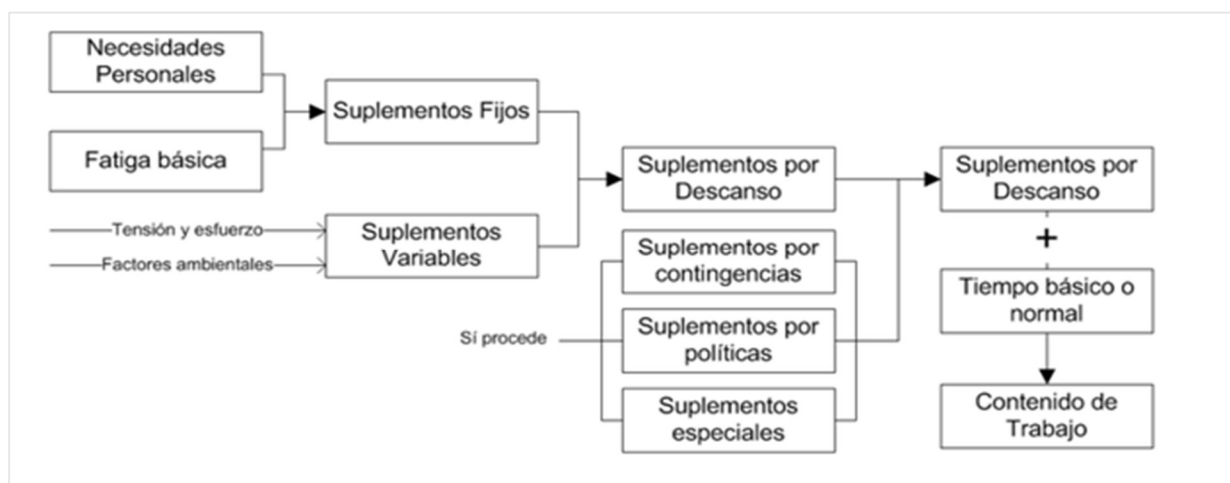 Necesidades
Personales
Fatiga básica
Tensión y esfuerzo
Factores ambientales
Suplementos Fijos
Suplementos
Variables
Sí procede
Suplementos por
Descanso
Suplementos por
contingencias
Suplementos por
políticas
Suplementos
especiales
Suplementos por
Descanso
+
Tiempo básico o
normal
Contenido de
Trabajo